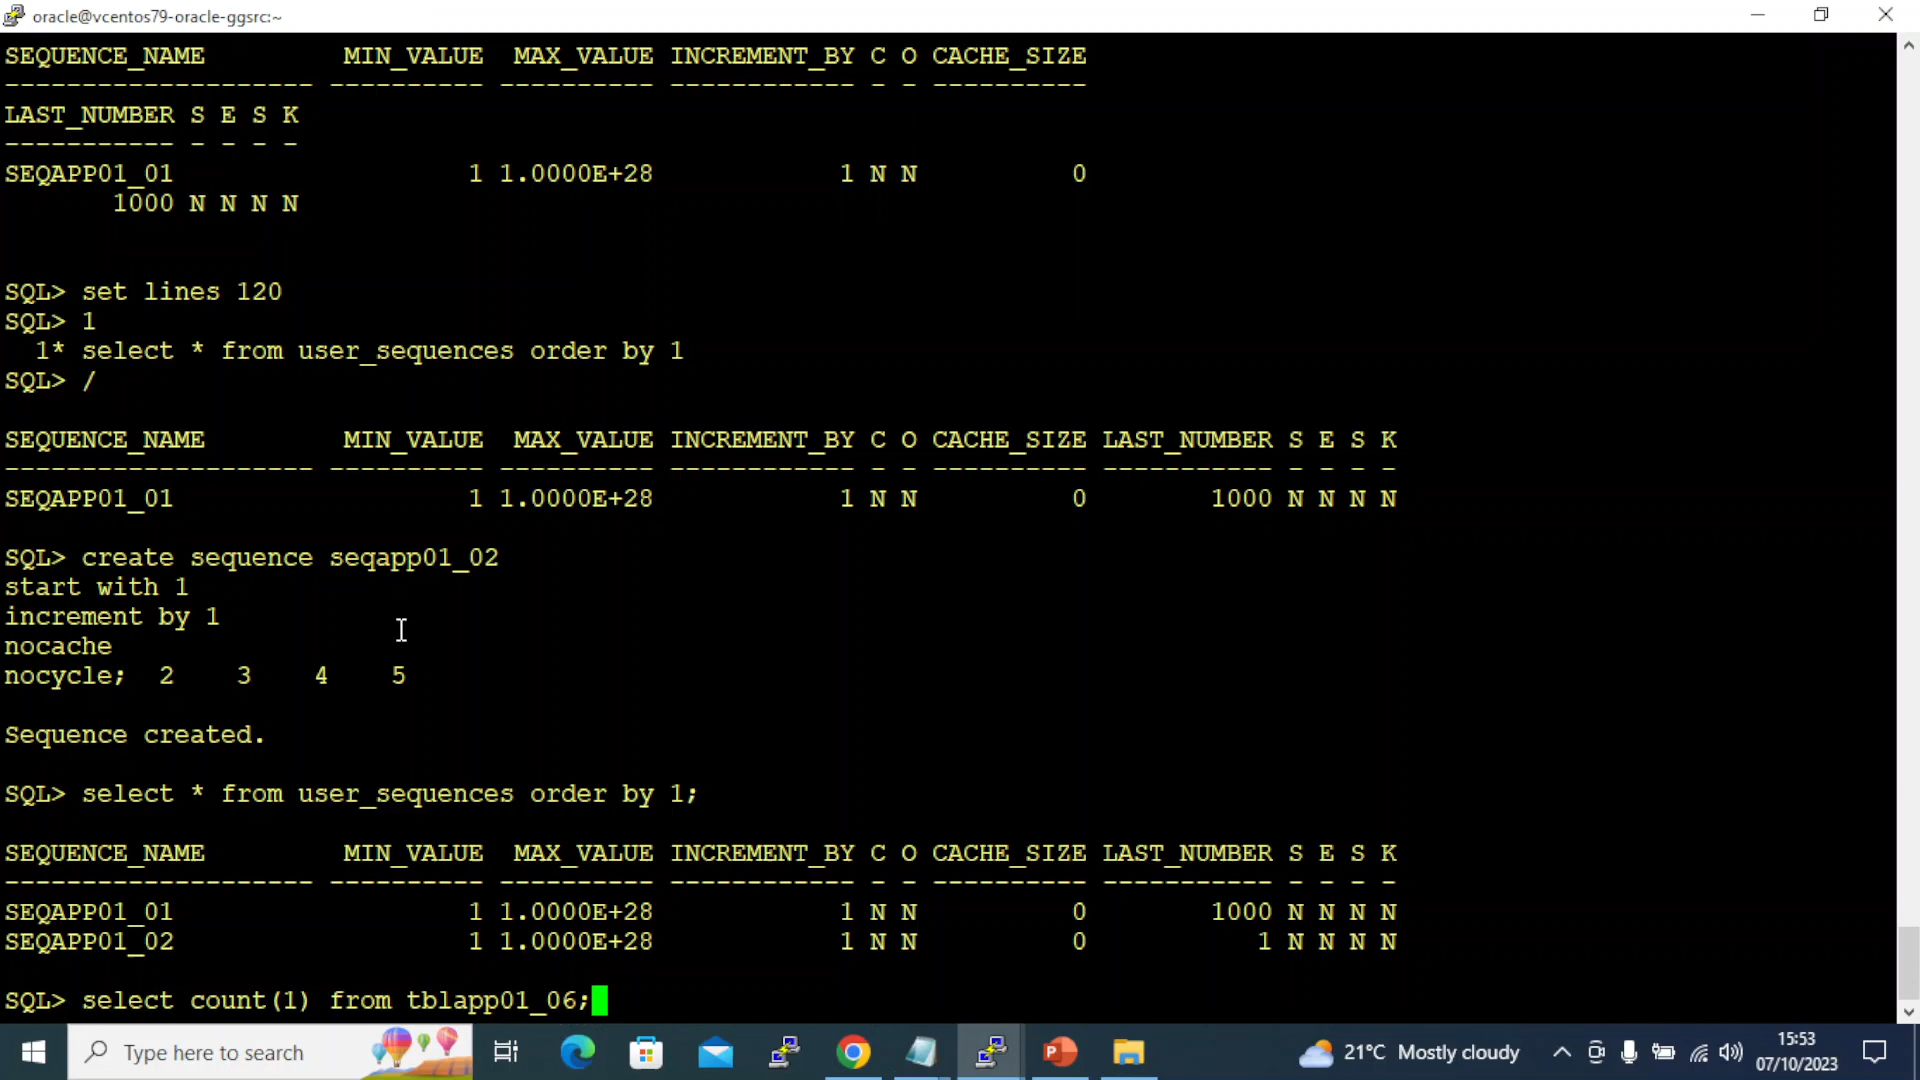 oracle@vcentos79-oracle-ggsrc:~
SEQUENCE_NAME MIN_VALUE MAX_VALUE INCREMENT_BY C O CACHE_SIZE
-------------------- ---------- ---------- ------------ - - ----------
LAST_NUMBER S E S K
----------- - - - -
SEQAPP01_01 1 1.0000E+28 1 N N 0
1000 N N N N
SQL> set lines 120
SQL> 1
1* select * from user_sequences order by 1
SQL> /
SEQUENCE_NAME MIN_VALUE MAX_VALUE INCREMENT_BY C O CACHE_SIZE LAST_NUMBER S E S K
-------------------- ---------- ---------- ------------ - - ---------- ----------- - - - -
SEQAPP01_01 1 1.0000E+28 1 N N 0 1000 N N N N
SQL> create sequence seqapp01_02
start with 1
increment by 1
nocache
nocycle; 2 3 4 5
Sequence created.
SQL> select * from user_sequences order by 1;
SEQUENCE_NAME MIN_VALUE MAX_VALUE INCREMENT_BY C O CACHE_SIZE LAST_NUMBER S E S K
-------------------- ---------- ---------- ------------ - - ---------- ----------- - - - -
SEQAPP01_01 1 1.0000E+28 1 N N 0 1000 N N N N
SEQAPP01_02 1 1.0000E+28 1 N N 0 1 N N N N
SQL> select count(1) from tblapp01_06;
Type here to search
21°C Mostly cloudy
15:53
07/10/2023